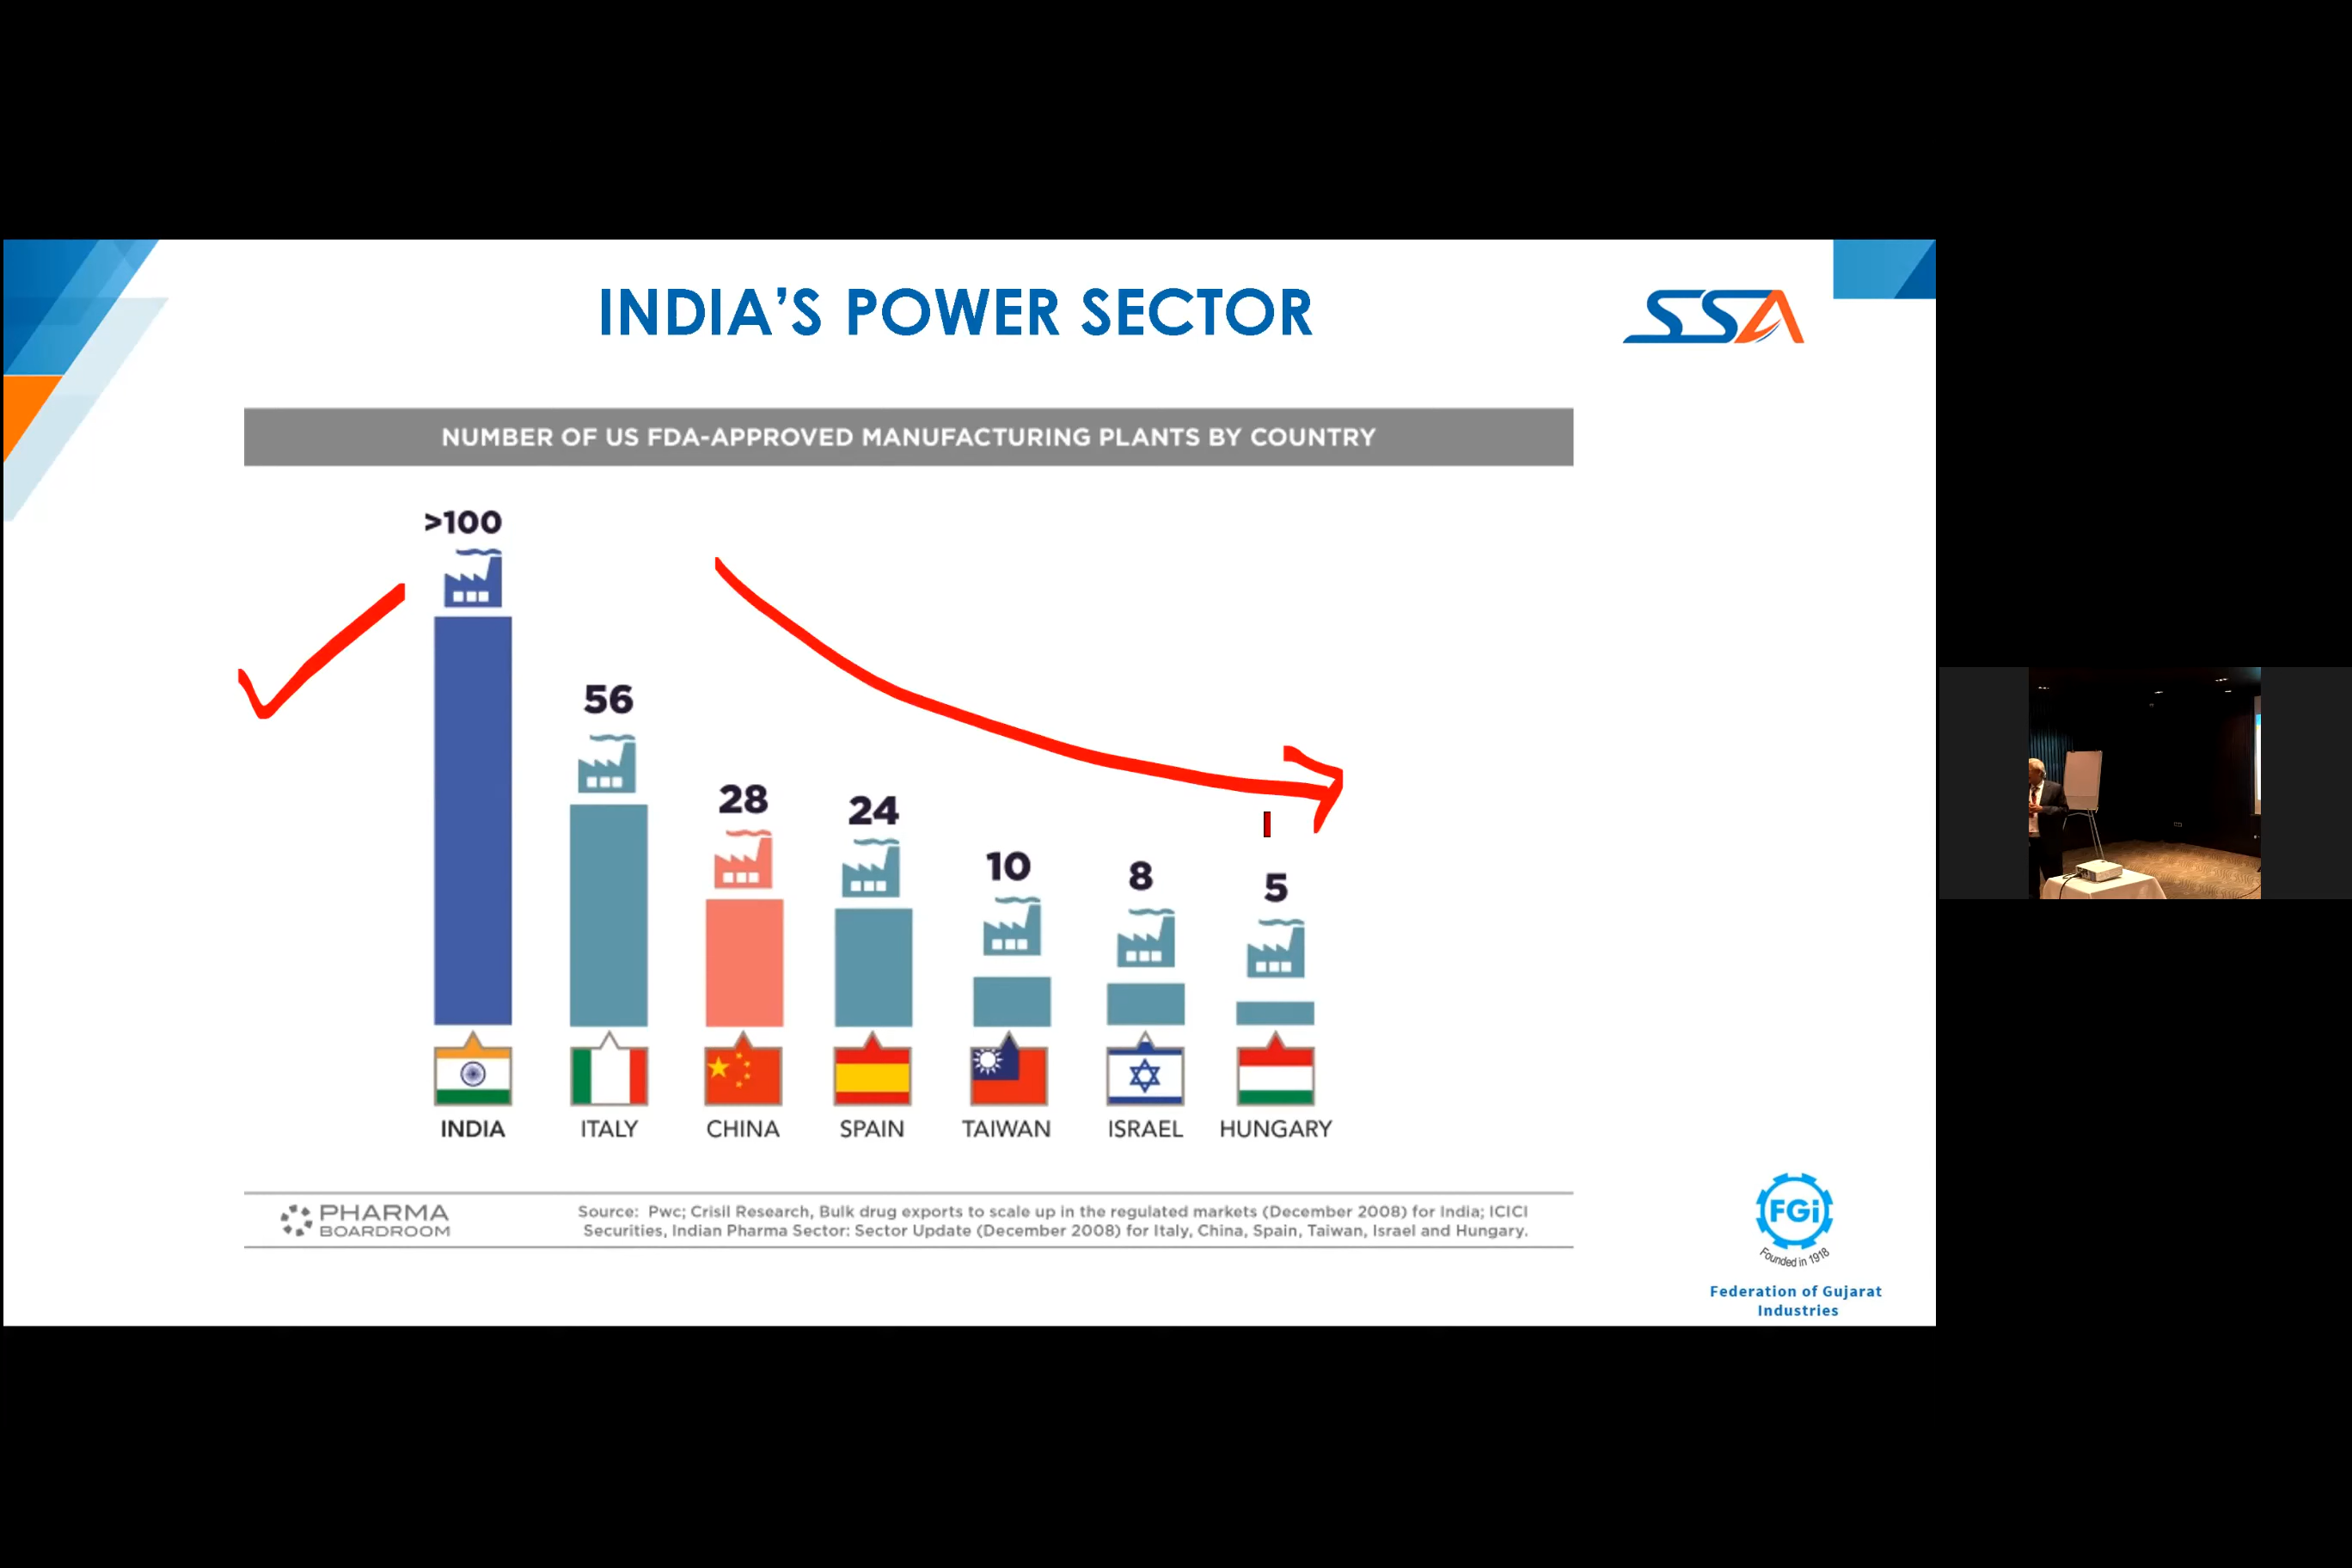 INDIA'S POWER SECTOR
SSA
NUMBER OF US FDA-APPROVED MANUFACTURING PLANTS BY COUNTRY
>100
56
28
24
10
8
5
INDIA
ITALY
CHINA
SPAIN
TAIWAN
ISRAEL
HUNGARY
PHARMA
BOARDROOM
Source: Pwc; Crisil Research, Bulk drug exports to scale up in the regulated markets (December 2008) for India; ICICI
Securities, Indian Pharma Sector: Sector Update (December 2008) for Italy, China, Spain, Taiwan, Israel and Hungary.
FGi
Founded in 1918
Federation of Gujarat
Industries